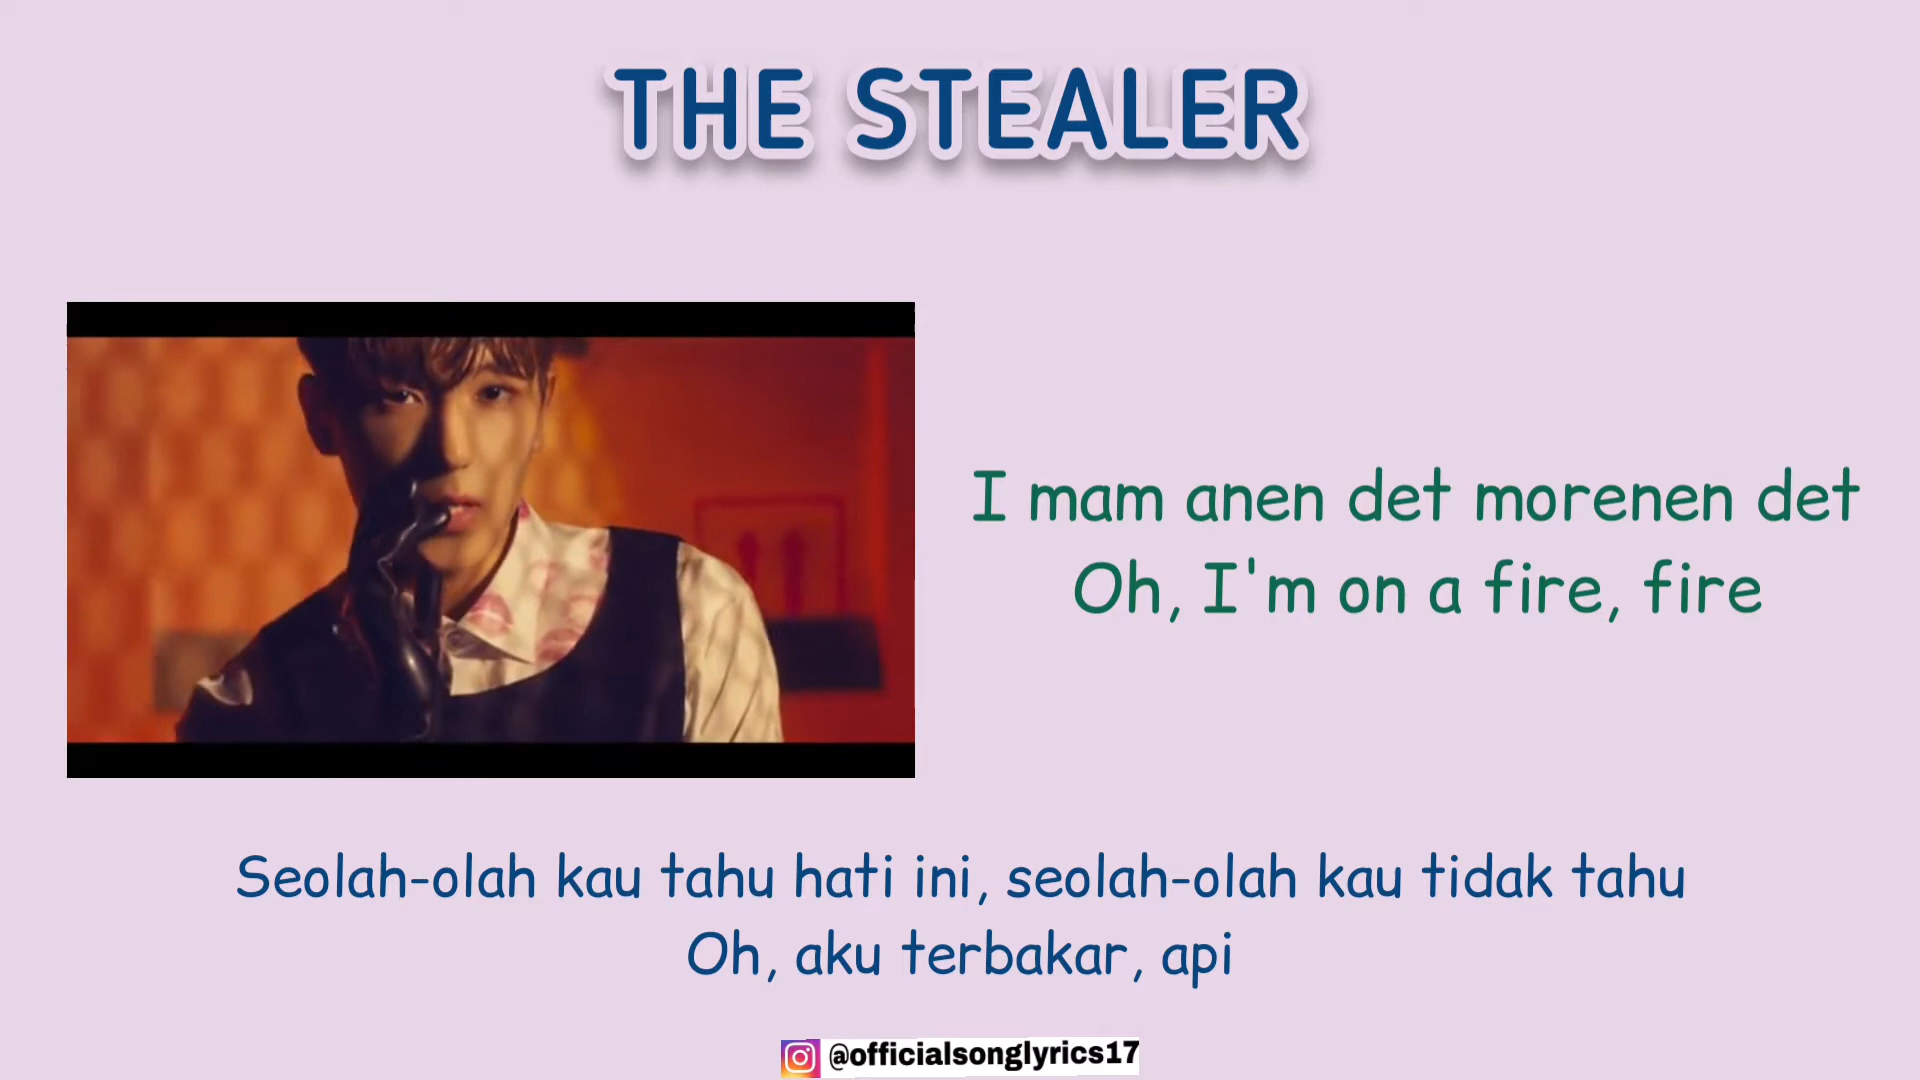 THE STEALER
I mam anen det morenen det
Oh, I'm on a fire, fire
Seolah-olah kau tahu hati ini, seolah-olah kau tidak tahu
Oh, aku terbakar, api
@officialsonglyrics17